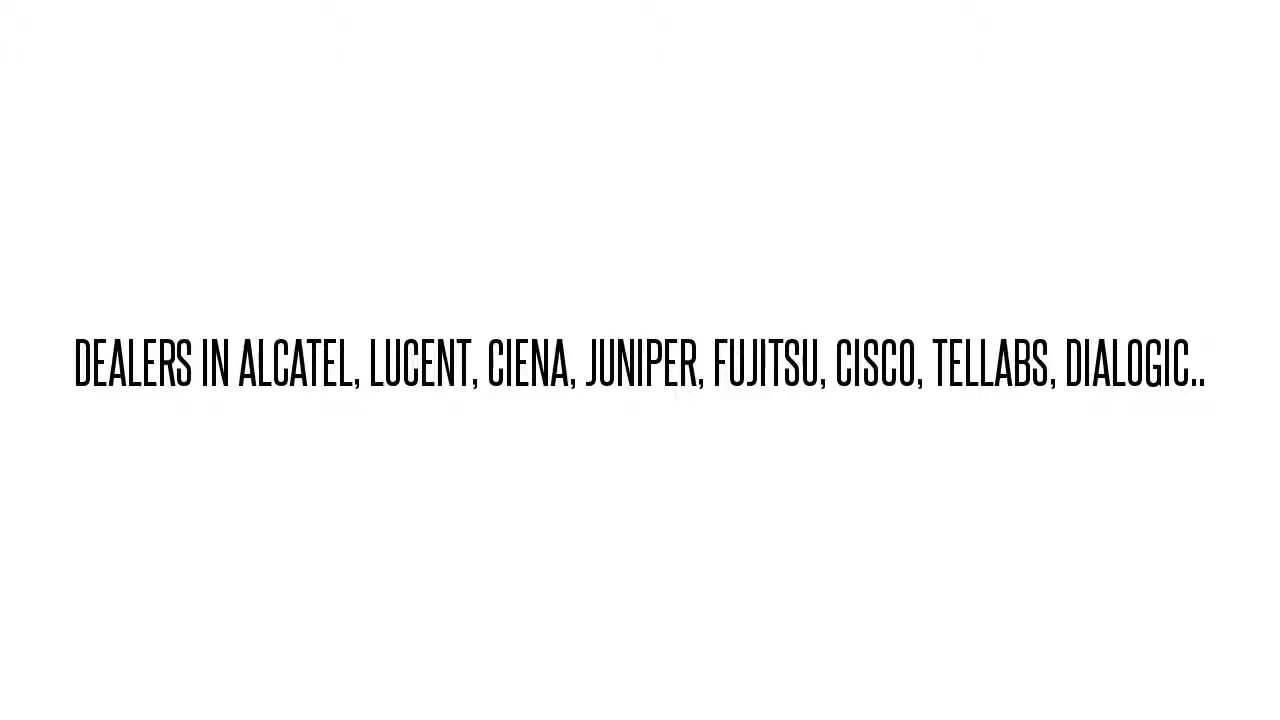 DEALERS IN ALCATEL, LUCENT, CIENA, JUNIPER, FUJITSU, CISCO, TELLABS, DIALOGIC..